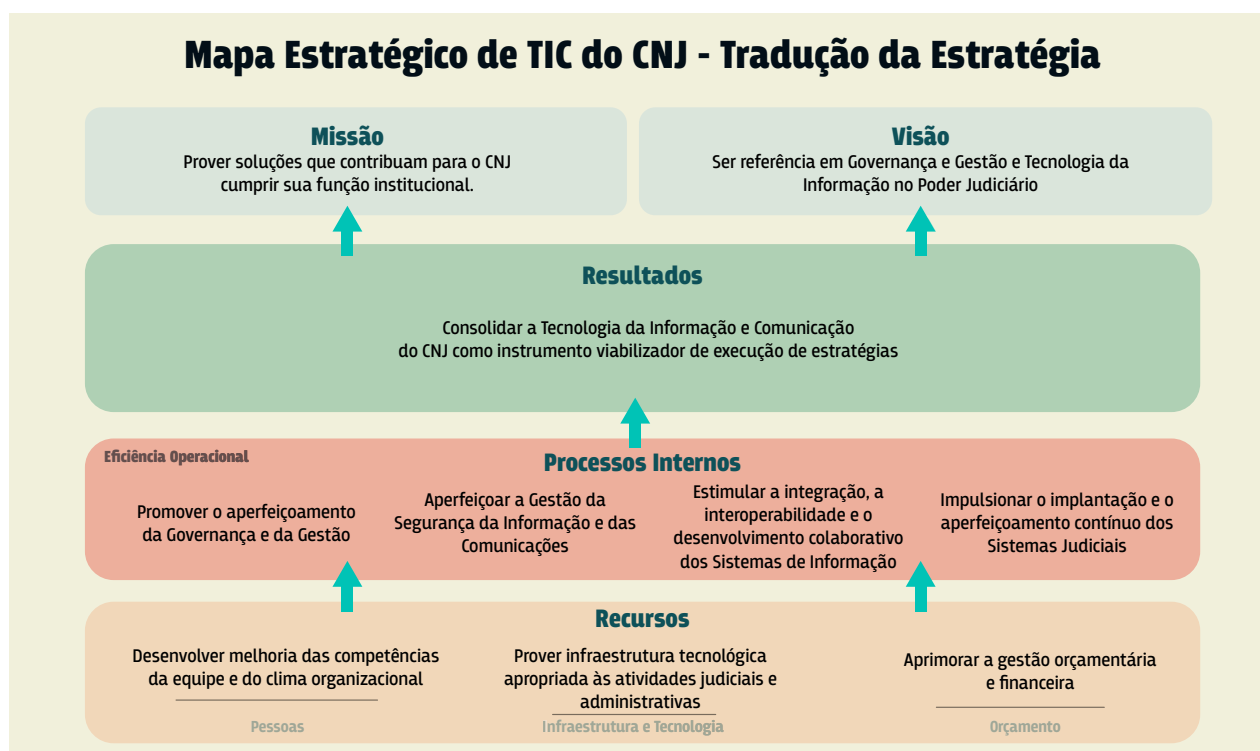 Mapa Estratégico de TIC do CNJ - Tradução da Estratégia
Missão
Prover soluções que contribuam para o CNJ
cumprir sua função institucional.
Visão
Ser referência em Governança e Gestão e Tecnologia da
Informação no Poder Judiciário
Resultados
Consolidar a Tecnologia da Informação e Comunicação
do CNJ como instrumento viabilizador de execução de estratégias
Eficiência Operacional
Processos Internos
Promover o aperfeiçoamento
da Governança e da Gestão
Aperfeiçoar a Gestão da
Segurança da Informação e das
Comunicações
Estimular a integração, a
interoperabilidade e o
desenvolvimento colaborativo
dos Sistemas de Informação
Impulsionar o implantação e o
aperfeiçoamento contínuo dos
Sistemas Judiciais
Recursos
Desenvolver melhoria das competências
da equipe e do clima organizacional
Pessoas
Prover infraestrutura tecnológica
apropriada às atividades judiciais e
administrativas
Infraestrutura e Tecnologia
Aprimorar a gestão orçamentária
e financeira
Orçamento